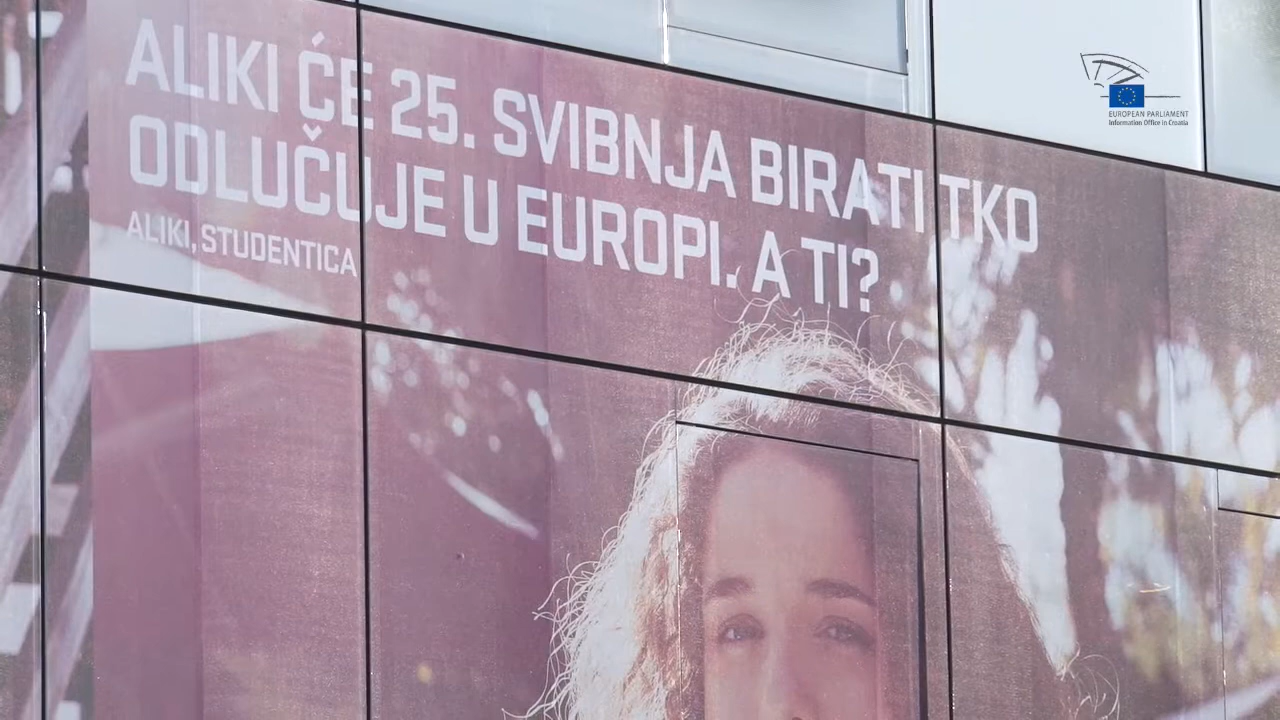 ALIKI ĆE 25. SVIBNJA BIRATI TKO
ODLUČUJE U EUROPI. A TI?
ALIKI, STUDENTICA
EUROPEAN PARLIAMENT
Information Office in Croatia